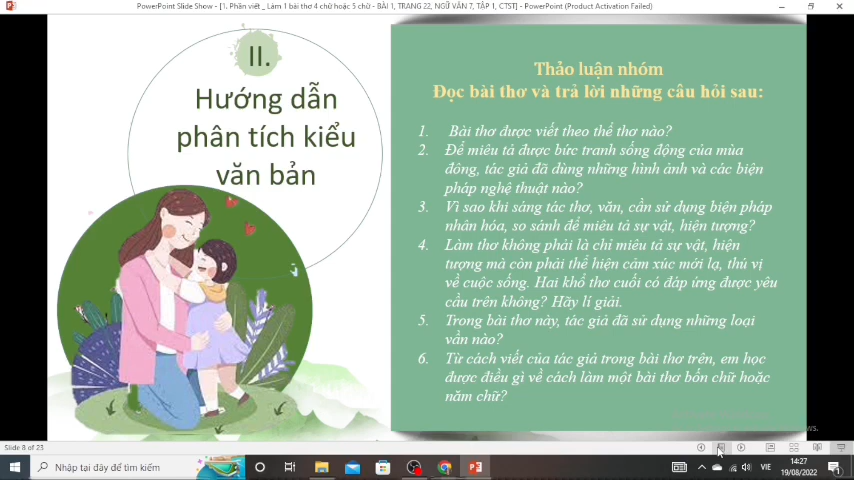 PowerPoint Slide Show - [1. Phần viết _ Làm 1 bài thơ 4 chữ hoặc 5 chữ - BÀI 1, TRANG 22, NGỮ VĂN 7, TẬP 1, CTST] - PowerPoint (Product Activation Failed)
II.
Hướng dẫn
phân tích kiểu
văn bản
Thảo luận nhóm
Đọc bài thơ và trả lời những câu hỏi sau:
1. Bài thơ được viết theo thể thơ nào?
2. Để miêu tả được bức tranh sống động của mùa
đông, tác giả đã dùng những hình ảnh và các biện
pháp nghệ thuật nào?
3. Vì sao khi sáng tác thơ, văn, cần sử dụng biện pháp
nhân hóa, so sánh để miêu tả sự vật, hiện tượng?
4. Làm thơ không phải là chỉ miêu tả sự vật, hiện
tượng mà còn phải thể hiện cảm xúc mới lạ, thú vị
về cuộc sống. Hai khổ thơ cuối có đáp ứng được yêu
cầu trên không? Hãy lí giải.
5. Trong bài thơ này, tác giả đã sử dụng những loại
vần nào?
6. Từ cách viết của tác giả trong bài thơ trên, em học
được điều gì về cách làm một bài thơ bốn chữ hoặc
năm chữ?
ws.
Slide 8 of 23
Nhập tại đây để tìm kiếm
VIE
14:27
19/08/2022
1